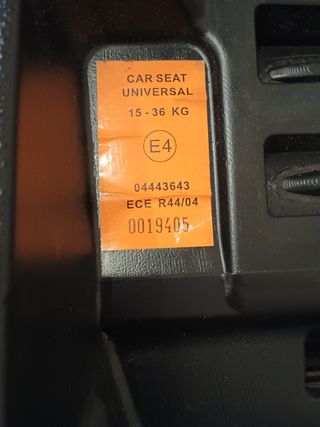 CAR SEAT
UNIVERSAL
15 - 36 KG
E4
04443643
ECE R44/04
0019405